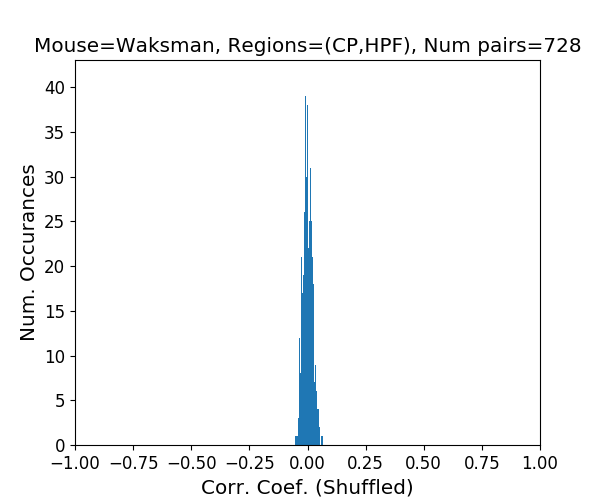 Mouse=Waksman, Regions=(CP,HPF), Num pairs=728
Num. Occurances
40
35
30
25
20
15
10
5
0
−1.00 −0.75 −0.50 −0.25 0.00 0.25 0.50 0.75 1.00
Corr. Coef. (Shuffled)